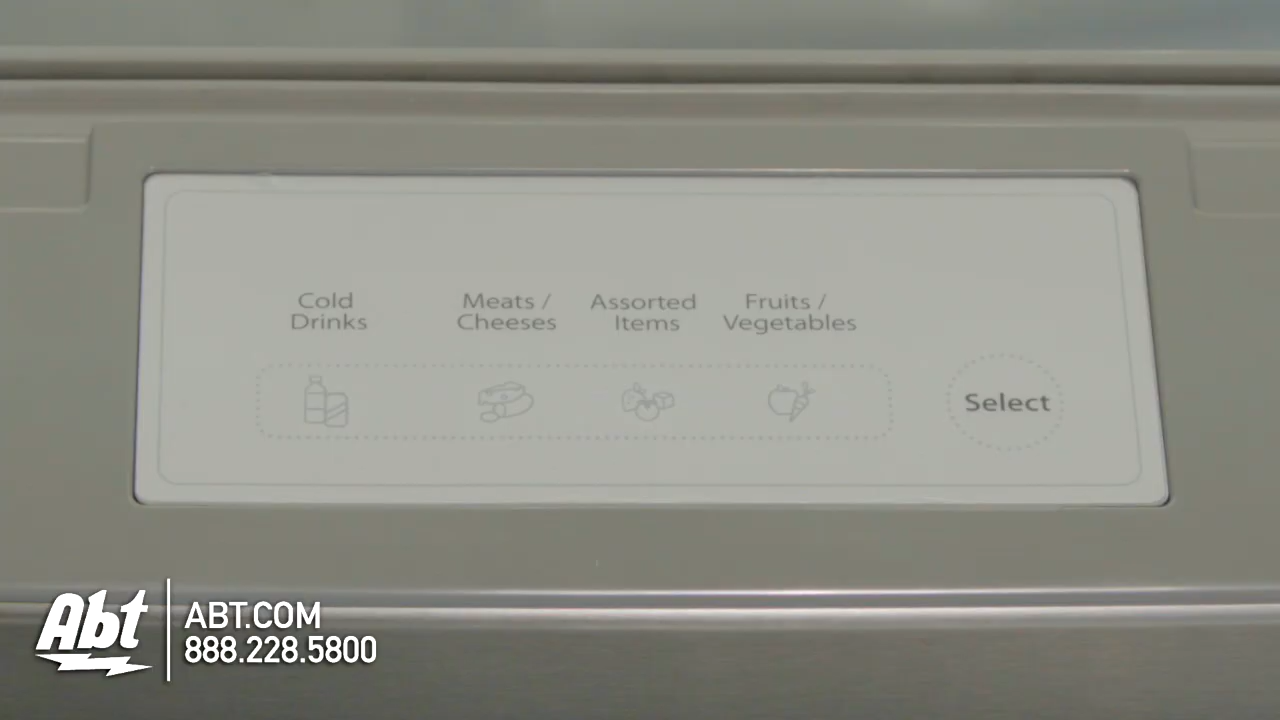 Cold
Drinks
Meats /
Cheeses
Assorted
Items
Fruits /
Vegetables
Select
Abt
ABT.COM
888.228.5800